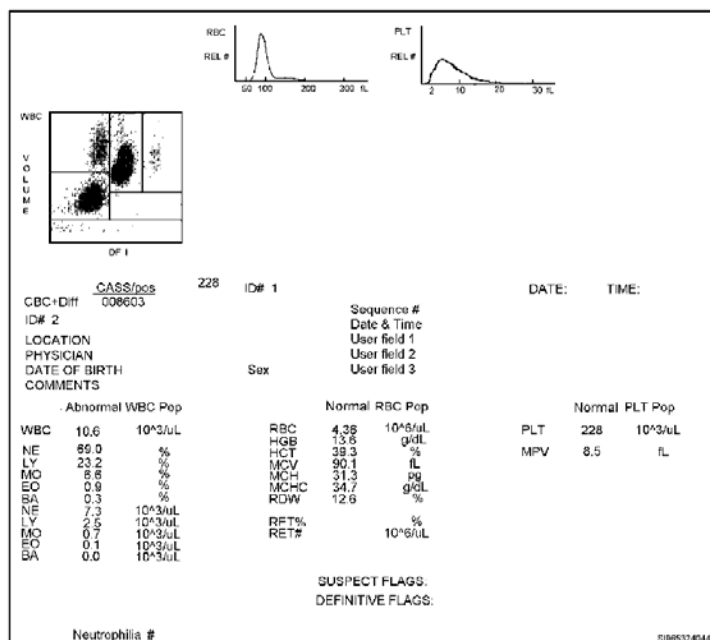 RBC
REL #
50 100 200 300 fL
PLT
REL #
2 10 20 30 fL
WBC
VOLUME
DF 1
CASS/pos 228 ID# 1 DATE: TIME:
CBC+Diff 008603
ID# 2
Sequence #
Date & Time
LOCATION User field 1
PHYSICIAN User field 2
DATE OF BIRTH Sex User field 3
COMMENTS
Abnormal WBC Pop Normal RBC Pop Normal PLT Pop
WBC 10.6 10^3/uL RBC 4.36 10^6/uL PLT 228 10^3/uL
HGB 13.6 g/dL
NE 69.0 % HCT 39.3 % MPV 8.5 fL
LY 23.2 % MCV 90.1 fL
MO 6.6 % MCH 31.3 pg
EO 0.9 % MCHC 34.7 g/dL
BA 0.3 % RDW 12.6 %
NE 7.3 10^3/uL
LY 2.5 10^3/uL RET% %
MO 0.7 10^3/uL RET# 10^6/uL
EO 0.1 10^3/uL
BA 0.0 10^3/uL
SUSPECT FLAGS:
DEFINITIVE FLAGS:
Neutrophilia #